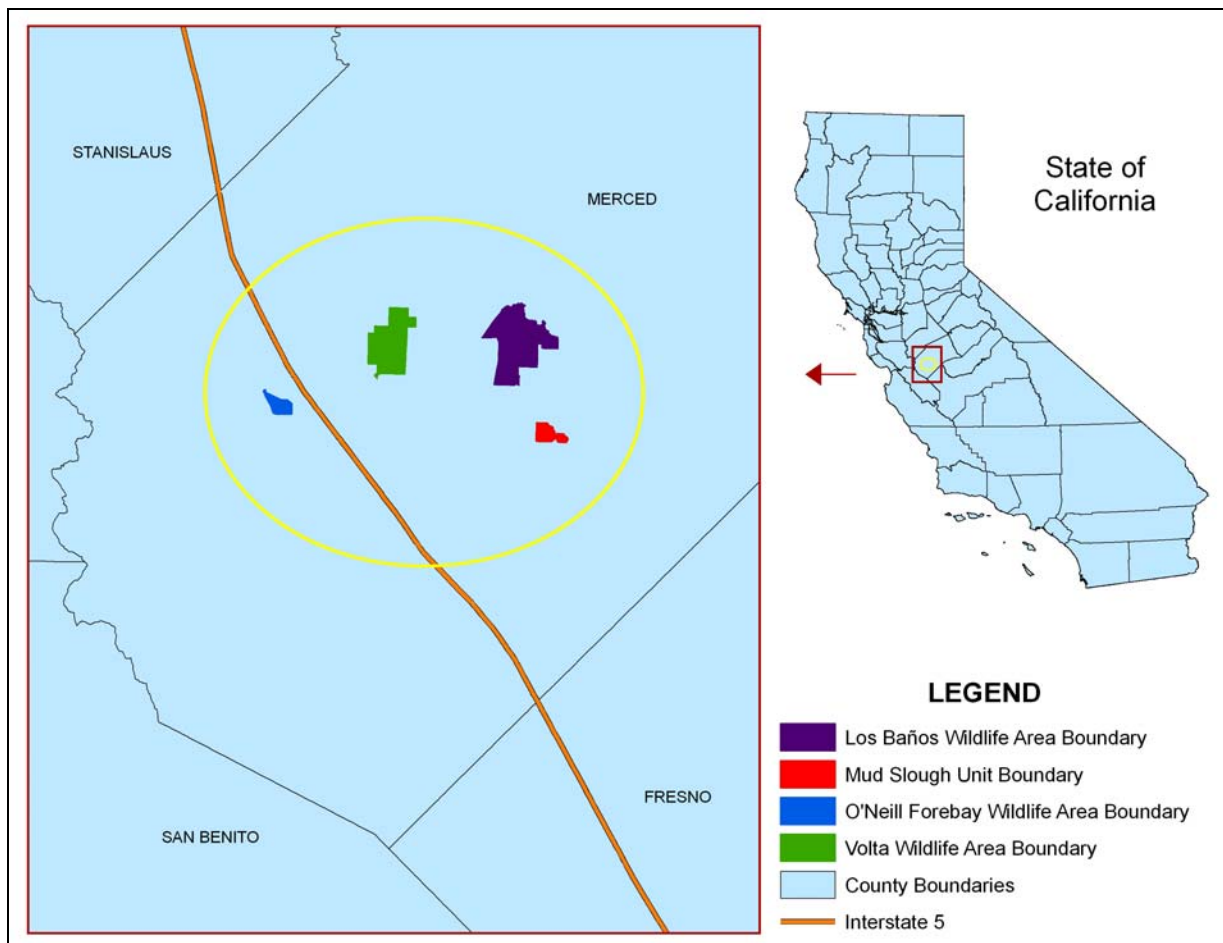 STANISLAUS
MERCED
SAN BENITO
FRESNO
State of
California
LEGEND
Los Baños Wildlife Area Boundary
Mud Slough Unit Boundary
O'Neill Forebay Wildlife Area Boundary
Volta Wildlife Area Boundary
County Boundaries
Interstate 5